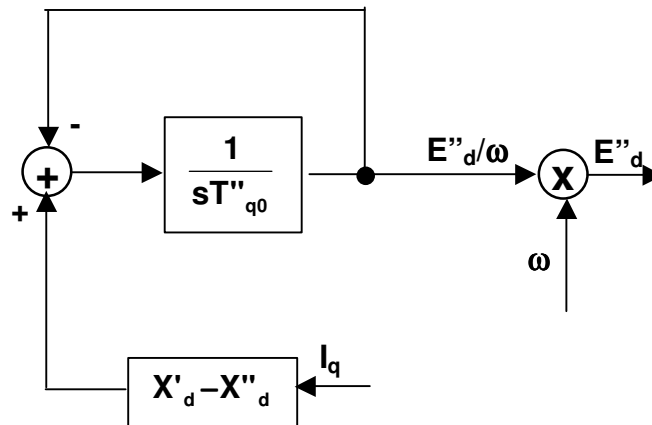 -
1
sT"q0
E"d/ω
E"d
+
+
X
ω
Iq
X'd–X"d